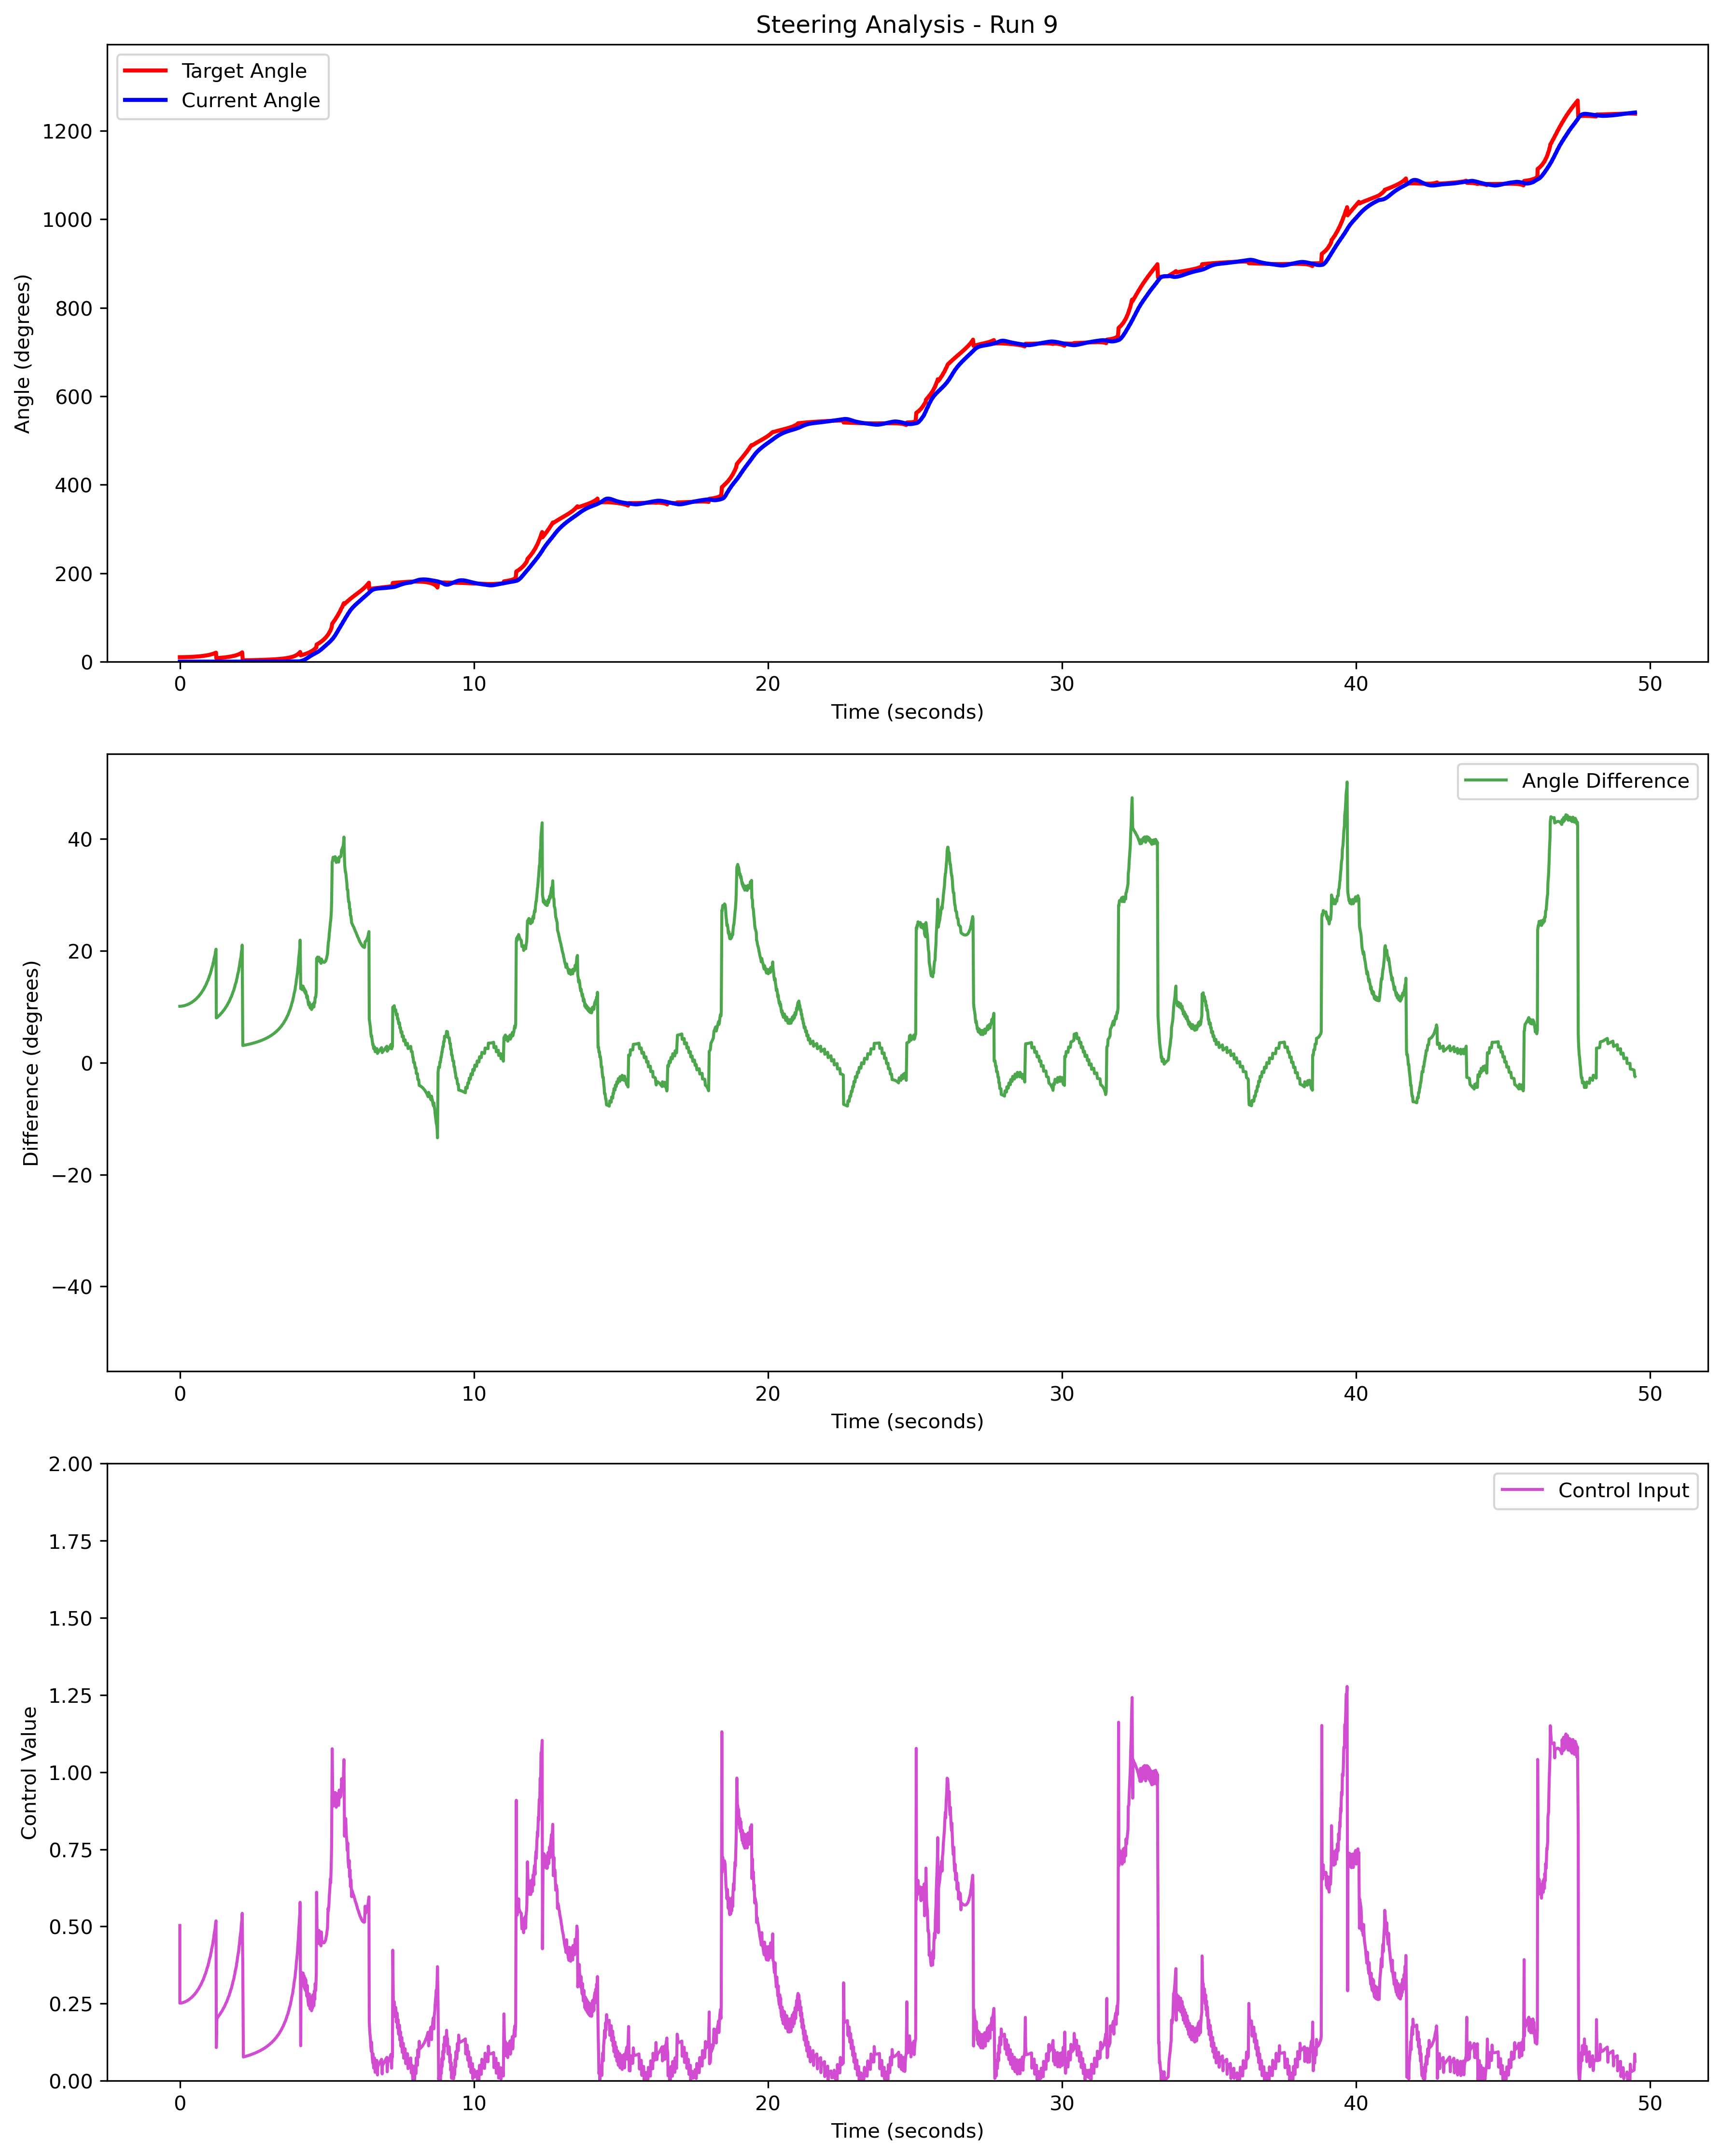 Steering Analysis - Run 9
Target Angle
Current Angle
Angle (degrees)
1200
1000
800
600
400
200
0
0 10 20 30 40 50
Time (seconds)
Angle Difference
Difference (degrees)
40
20
0
−20
−40
0 10 20 30 40 50
Time (seconds)
Control Input
Control Value
2.00
1.75
1.50
1.25
1.00
0.75
0.50
0.25
0.00
0 10 20 30 40 50
Time (seconds)